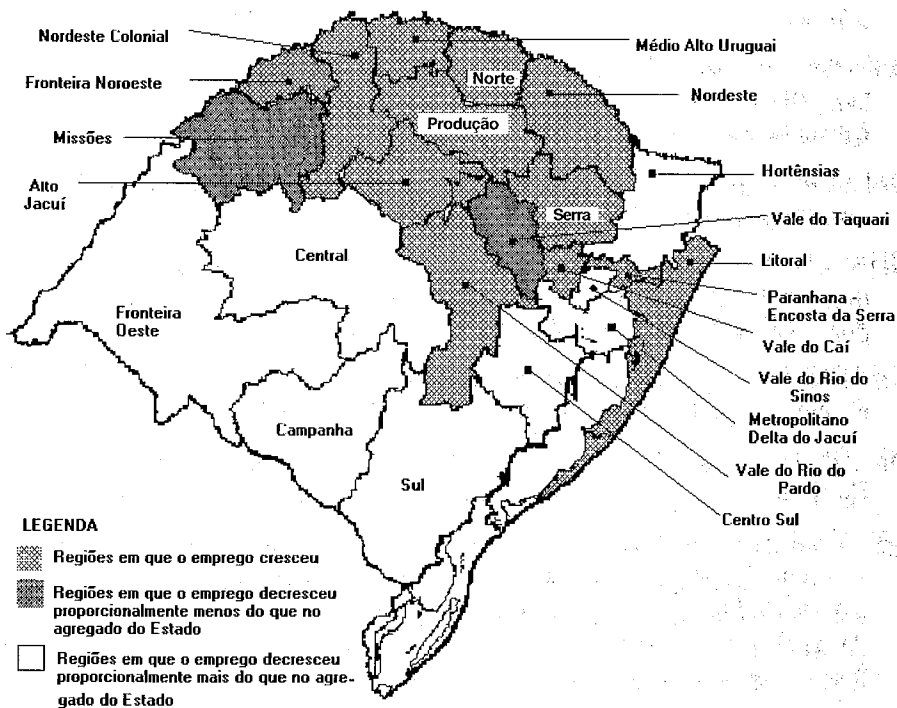 Nordeste Colonial
Fronteira Noroeste
Missões
Alto
Jacuí
Médio Alto Uruguai
Norte
Nordeste
Produção
Hortênsias
Serra
Vale do Taquari
Central
Litoral
Fronteira
Oeste
Paranhana -
Encosta da Serra
Vale do Caí
Vale do Rio do
Sinos
Campanha
Metropolitano
Delta do Jacuí
Sul
Vale do Rio do
Pardo
Centro Sul
LEGENDA
Regiões em que o emprego cresceu
Regiões em que o emprego decresceu
proporcionalmente menos do que no
agregado do Estado
Regiões em que o emprego decresceu
proporcionalmente mais do que no agre-
gado do Estado